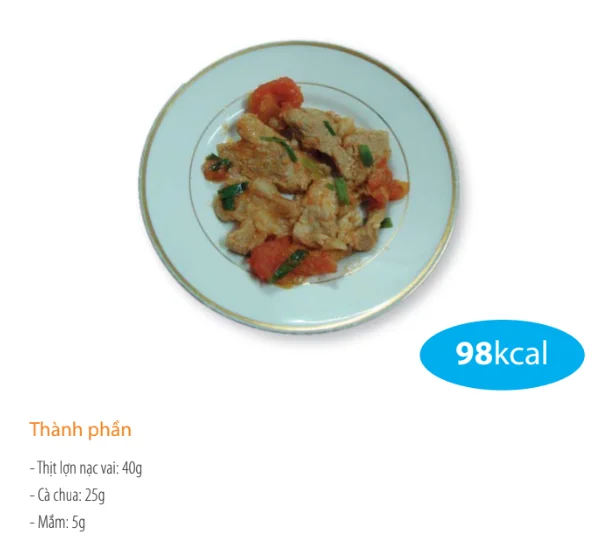 98kcal
Thành phần
- Thịt lợn nạc vai: 40g
- Cà chua: 25g
- Mắm: 5g